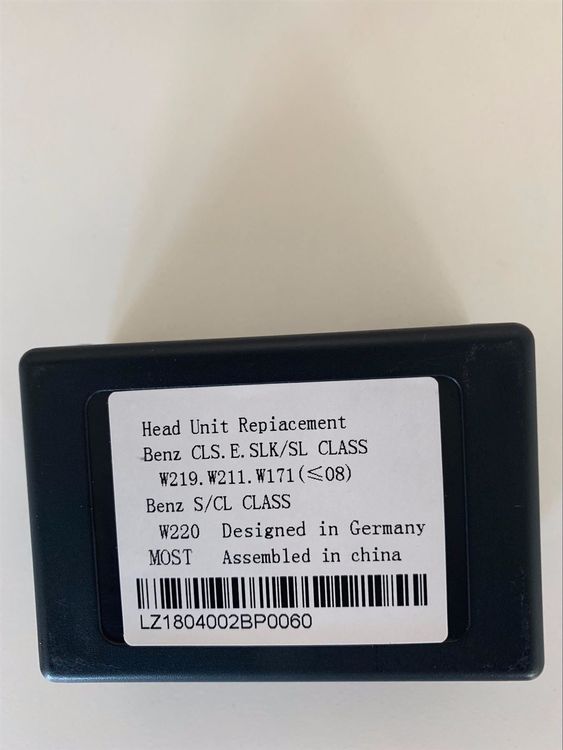 Head Unit Repiacement
Benz CLS.E.SLK/SL CLASS
W219.W211.W171(≤08)
Benz S/CL CLASS
W220 Designed in Germany
MOST Assembled in china
LZ1804002BP0060